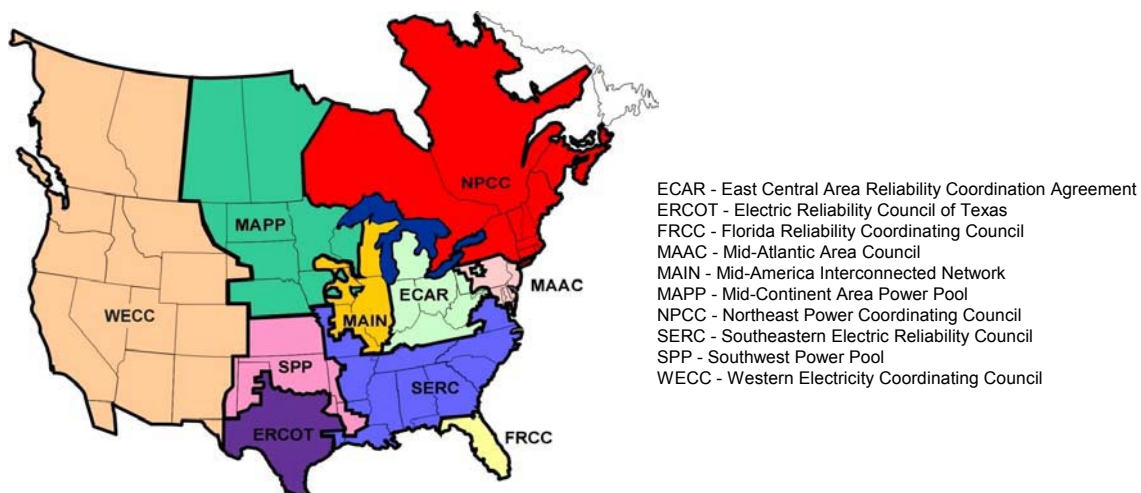 NPCC
MAPP
MAAC
ECAR
WECC
MAIN
SPP
SERC
ERCOT
FRCC
ECAR - East Central Area Reliability Coordination Agreement
ERCOT - Electric Reliability Council of Texas
FRCC - Florida Reliability Coordinating Council
MAAC - Mid-Atlantic Area Council
MAIN - Mid-America Interconnected Network
MAPP - Mid-Continent Area Power Pool
NPCC - Northeast Power Coordinating Council
SERC - Southeastern Electric Reliability Council
SPP - Southwest Power Pool
WECC - Western Electricity Coordinating Council